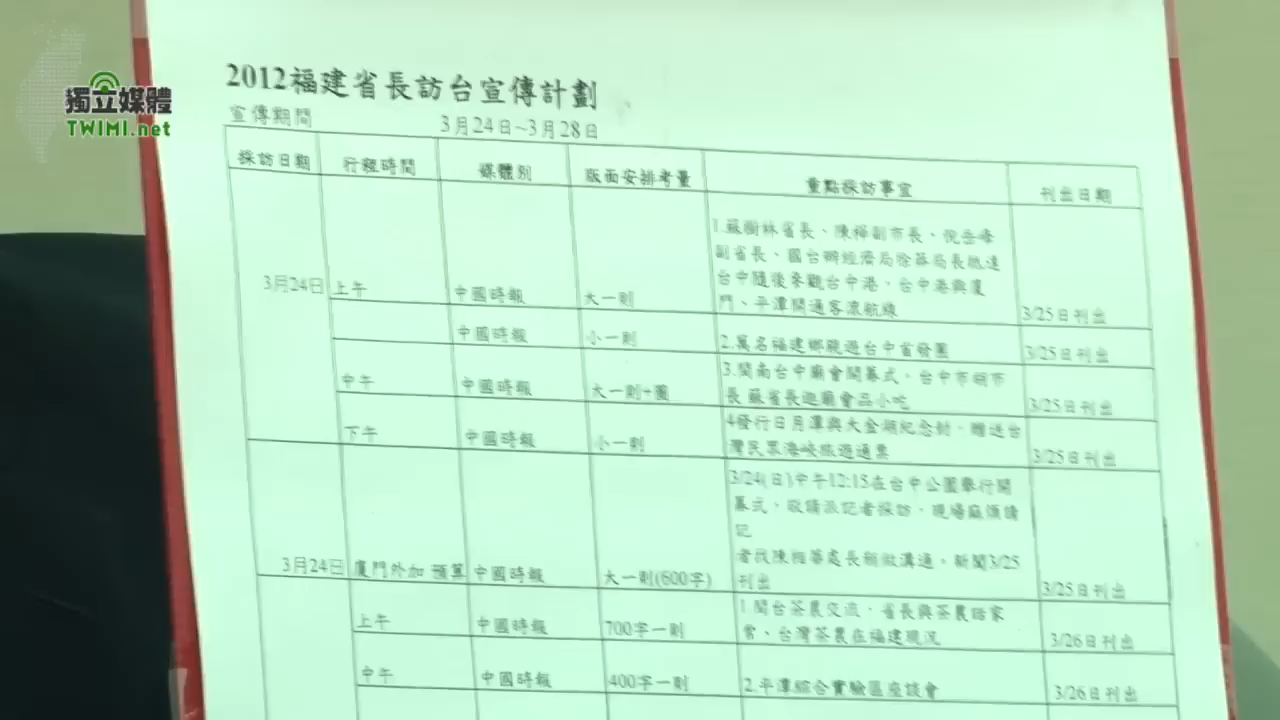 獨立媒體
TWIMI.net
2012福建省長訪台宣傳計劃
宣傳期間 3月24日~3月28日
採訪日期 行程時間 媒體別 版面安排考量 重點採訪事宜 刊出日期
1.蘇樹林省長、陳樺副市長、倪岳峰
副省長、國台辦經濟局徐莽局長抵達
台中隨後參觀台中港,台中港與廈
3月24日 上午 中國時報 大一則 門、平潭開通客滾航線 3/25日刊出
中國時報 小一則 2.萬名福建鄉親遊台中首發團 3/25日刊出
3.閩南台中廟會開幕式,台中市胡市
中午 中國時報 大一則+圖 長 蘇省長逛廟會品小吃 3/25日刊出
4發行日月潭與大金湖紀念封,贈送台
下午 中國時報 小一則 灣民眾海峽旅遊通票 3/25日刊出
3/24(日)中午12:15在台中公園舉行開
幕式,敬請派記者採訪,現場麻煩請
記
者找陳相華處長稍做溝通,新聞3/25
3月24日 廈門外加 預算 中國時報 大一則(600字) 刊出 3/25日刊出
1.閩台茶農交流,省長與茶農話家
上午 中國時報 700字一則 常、台灣茶農在福建現況 3/26日刊出
中午 中國時報 400字一則 2.平潭綜合實驗區座談會 3/26日刊出